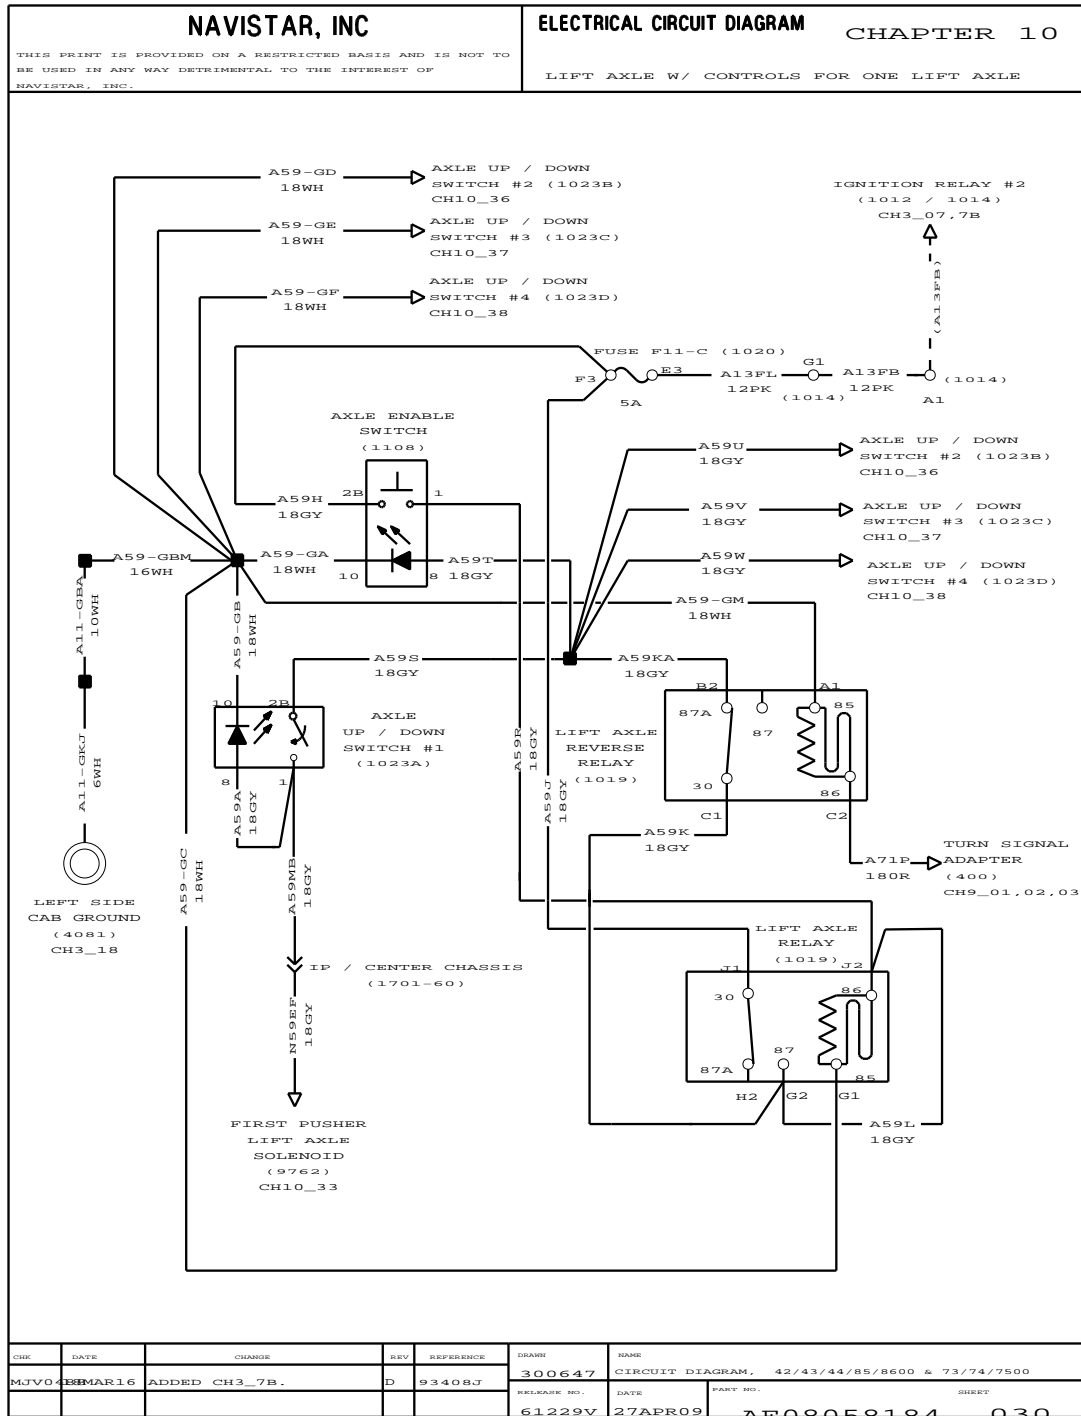 NAVISTAR, INC
THIS PRINT IS PROVIDED ON A RESTRICTED BASIS AND IS NOT TO
BE USED IN ANY WAY DETRIMENTAL TO THE INTEREST OF
NAVISTAR, INC.
ELECTRICAL CIRCUIT DIAGRAM
CHAPTER 10
LIFT AXLE W/ CONTROLS FOR ONE LIFT AXLE
A59-GD
18WH
AXLE UP / DOWN
SWITCH #2 (1023B)
CH10_36
A59-GE
18WH
AXLE UP / DOWN
SWITCH #3 (1023C)
CH10_37
A59-GF
18WH
AXLE UP / DOWN
SWITCH #4 (1023D)
CH10_38
IGNITION RELAY #2
(1012 / 1014)
CH3_07,7B
(A13FB)
FUSE F11-C (1020)
F3
E3
5A
A13FL
12PK
G1
(1014)
A13FB
12PK
(1014)
A1
AXLE ENABLE
SWITCH
(1108)
2B
1
10
8
A59H
18GY
A59U
18GY
AXLE UP / DOWN
SWITCH #2 (1023B)
CH10_36
A59V
18GY
AXLE UP / DOWN
SWITCH #3 (1023C)
CH10_37
A59W
18GY
AXLE UP / DOWN
SWITCH #4 (1023D)
CH10_38
A59-GBM
16WH
A59-GA
18WH
A59T
18GY
A11-GBA
10WH
A59-GB
18WH
A59-GM
18WH
A59S
18GY
A59KA
18GY
10
2B
8
1
AXLE
UP / DOWN
SWITCH #1
(1023A)
A59R
18GY
A59J
18GY
LIFT AXLE
REVERSE
RELAY
(1019)
B2
A1
87A
87
85
30
86
C1
C2
A11-GKJ
6WH
A59A
18GY
A59K
18GY
A59-GC
18WH
A59MB
18GY
A71P
18OR
TURN SIGNAL
ADAPTER
(400)
CH9_01,02,03
LEFT SIDE
CAB GROUND
(4081)
CH3_18
IP / CENTER CHASSIS
(1701-60)
N59EF
18GY
FIRST PUSHER
LIFT AXLE
SOLENOID
(9762)
CH10_33
LIFT AXLE
RELAY
(1019)
J1
J2
30
86
87
87A
85
H2
G2
G1
A59L
18GY
CHK DATE CHANGE REV REFERENCE
18MAR16 ADDED CH3_7B. D 93408J
DRAWN
300647
NAME
CIRCUIT DIAGRAM, 42/43/44/85/8600 & 73/74/7500
RELEASE NO.
61229V
DATE
27APR09
PART NO.
AE08058184
SHEET
030